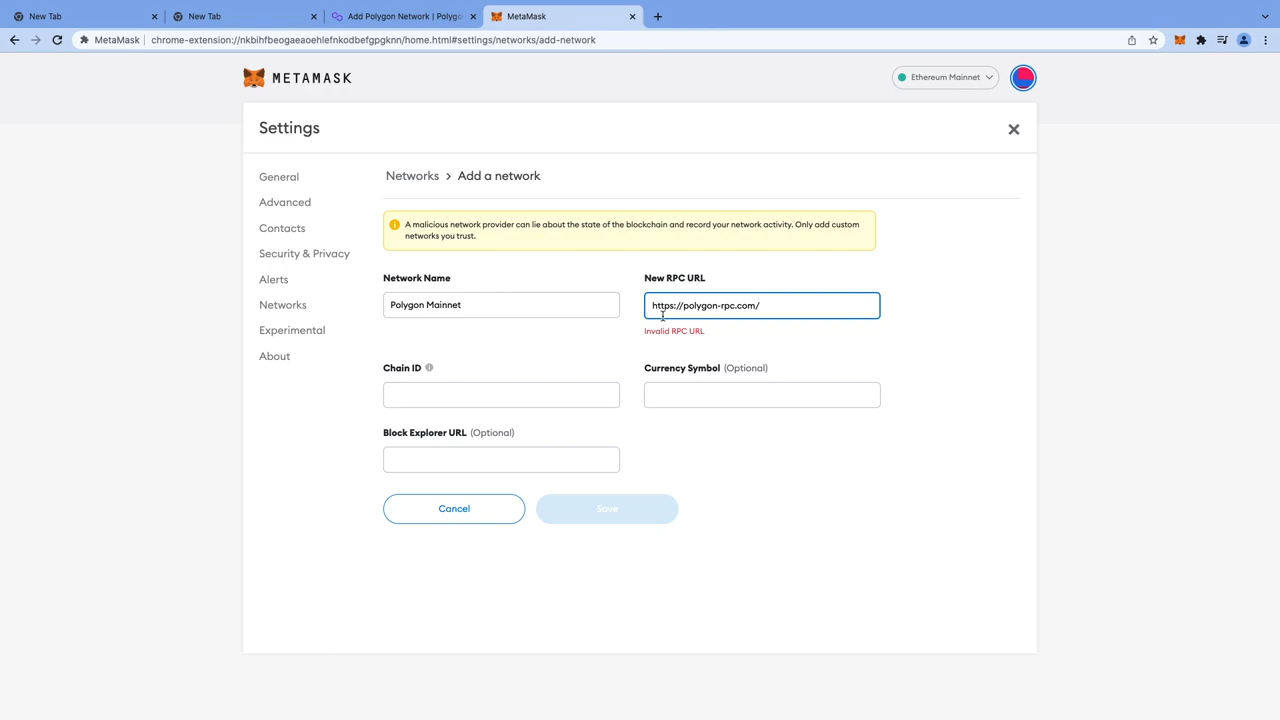 New Tab
New Tab
Add Polygon Network | Polygo
MetaMask
MetaMask
chrome-extension://nkbihfbeogaeaoehlefnkodbefgpgknn/home.html#settings/networks/add-network
METAMASK
Ethereum Mainnet
Settings
General
Advanced
Contacts
Security & Privacy
Alerts
Networks
Experimental
About
Networks > Add a network
A malicious network provider can lie about the state of the blockchain and record your network activity. Only add custom
networks you trust.
Network Name
Polygon Mainnet
New RPC URL
https://polygon-rpc.com/
Invalid RPC URL
Chain ID
Currency Symbol (Optional)
Block Explorer URL (Optional)
Cancel
Save